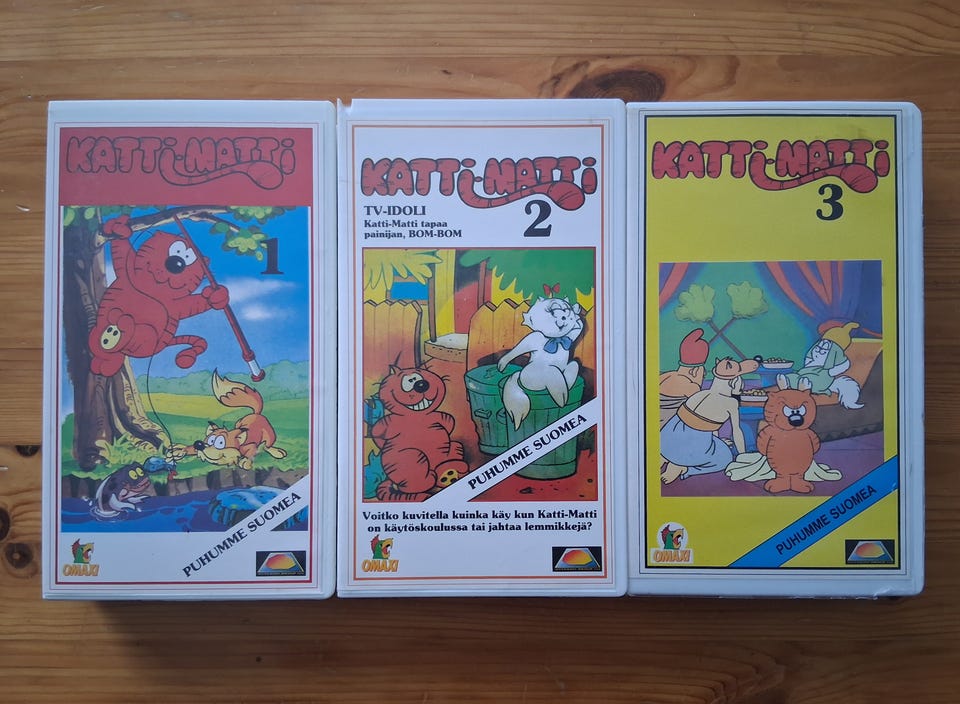 KATTI-MATTI
1
PUHUMME SUOMEA
OMAXI
KATTI-MATTI
2
TV-IDOLI
Katti-Matti tapaa
painijan, BOM-BOM
PUHUMME SUOMEA
Voitko kuvitella kuinka käy kun Katti-Matti
on käytöskoulussa tai jahtaa lemmikkejä?
OMAXI
KATTI-MATTI
3
PUHUMME SUOMEA
OMAXI